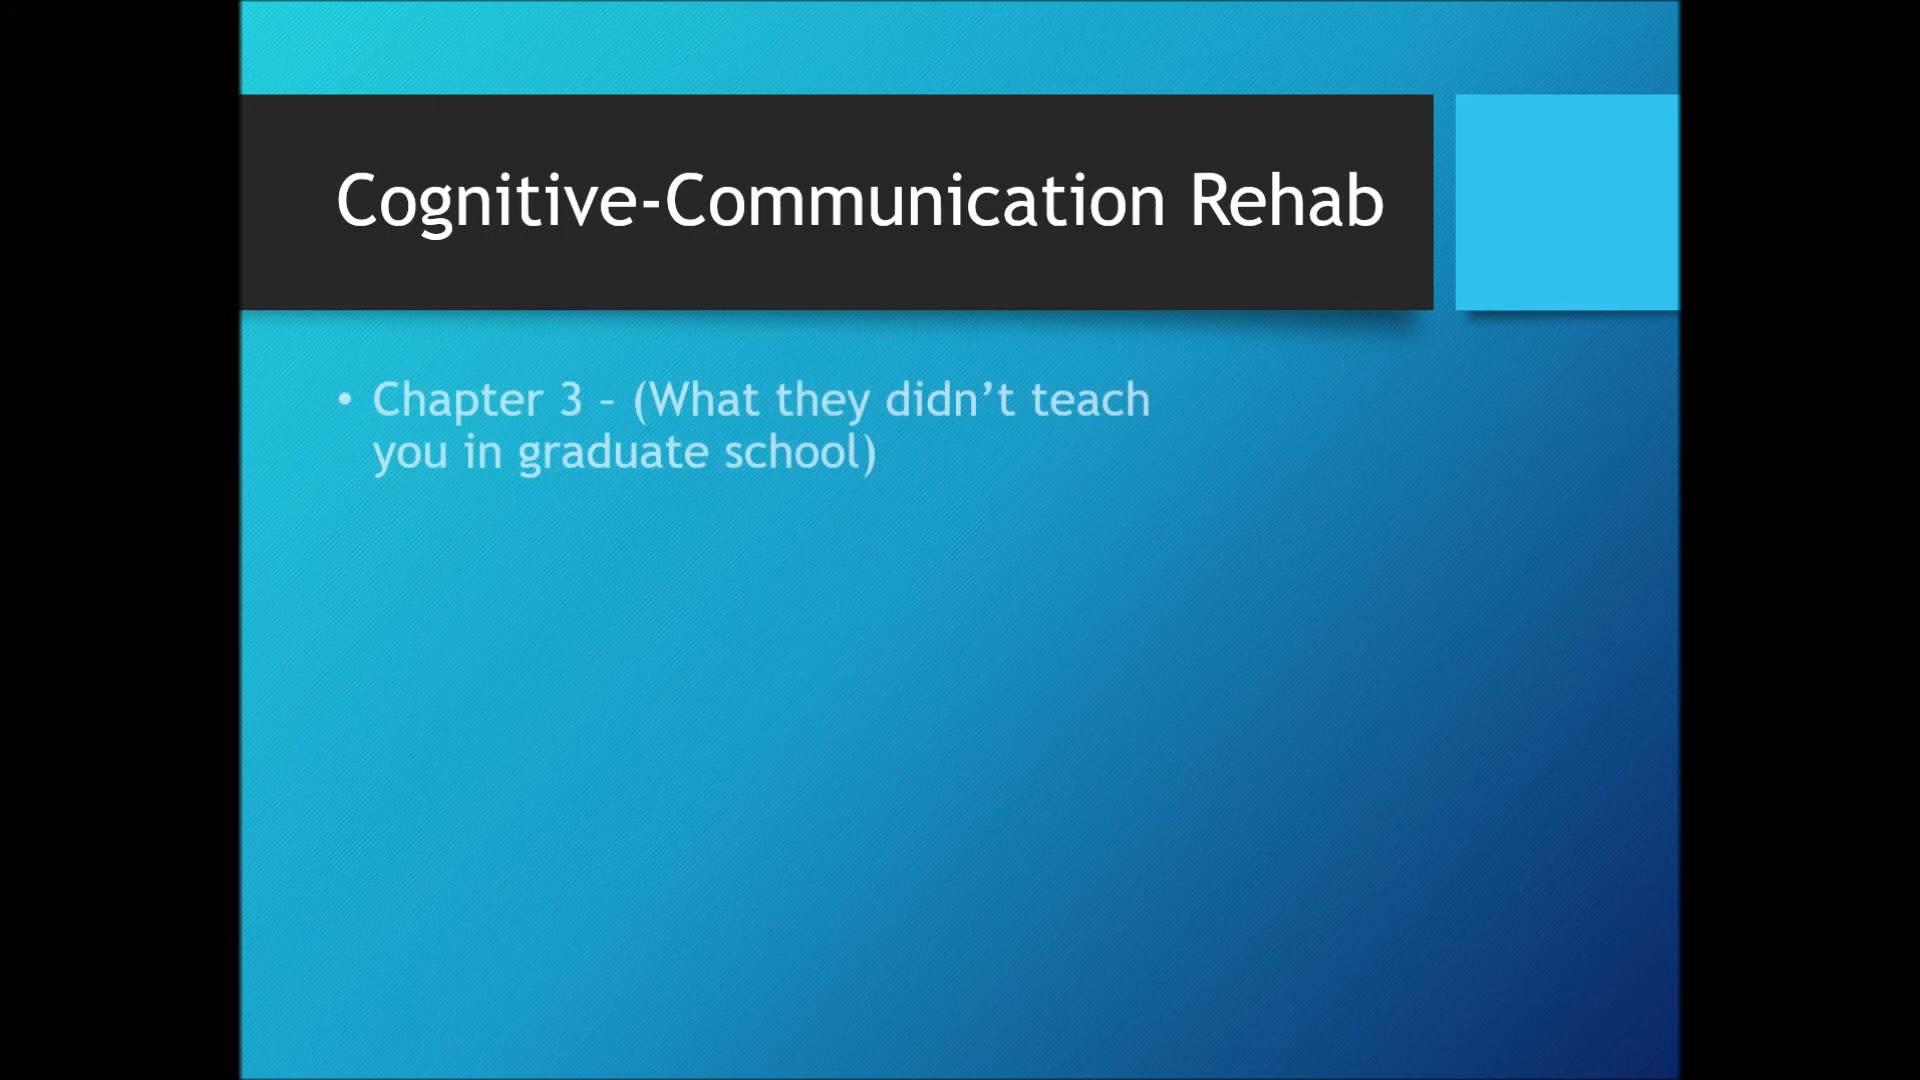 Cognitive-Communication Rehab
• Chapter 3 – (What they didn’t teach
you in graduate school)